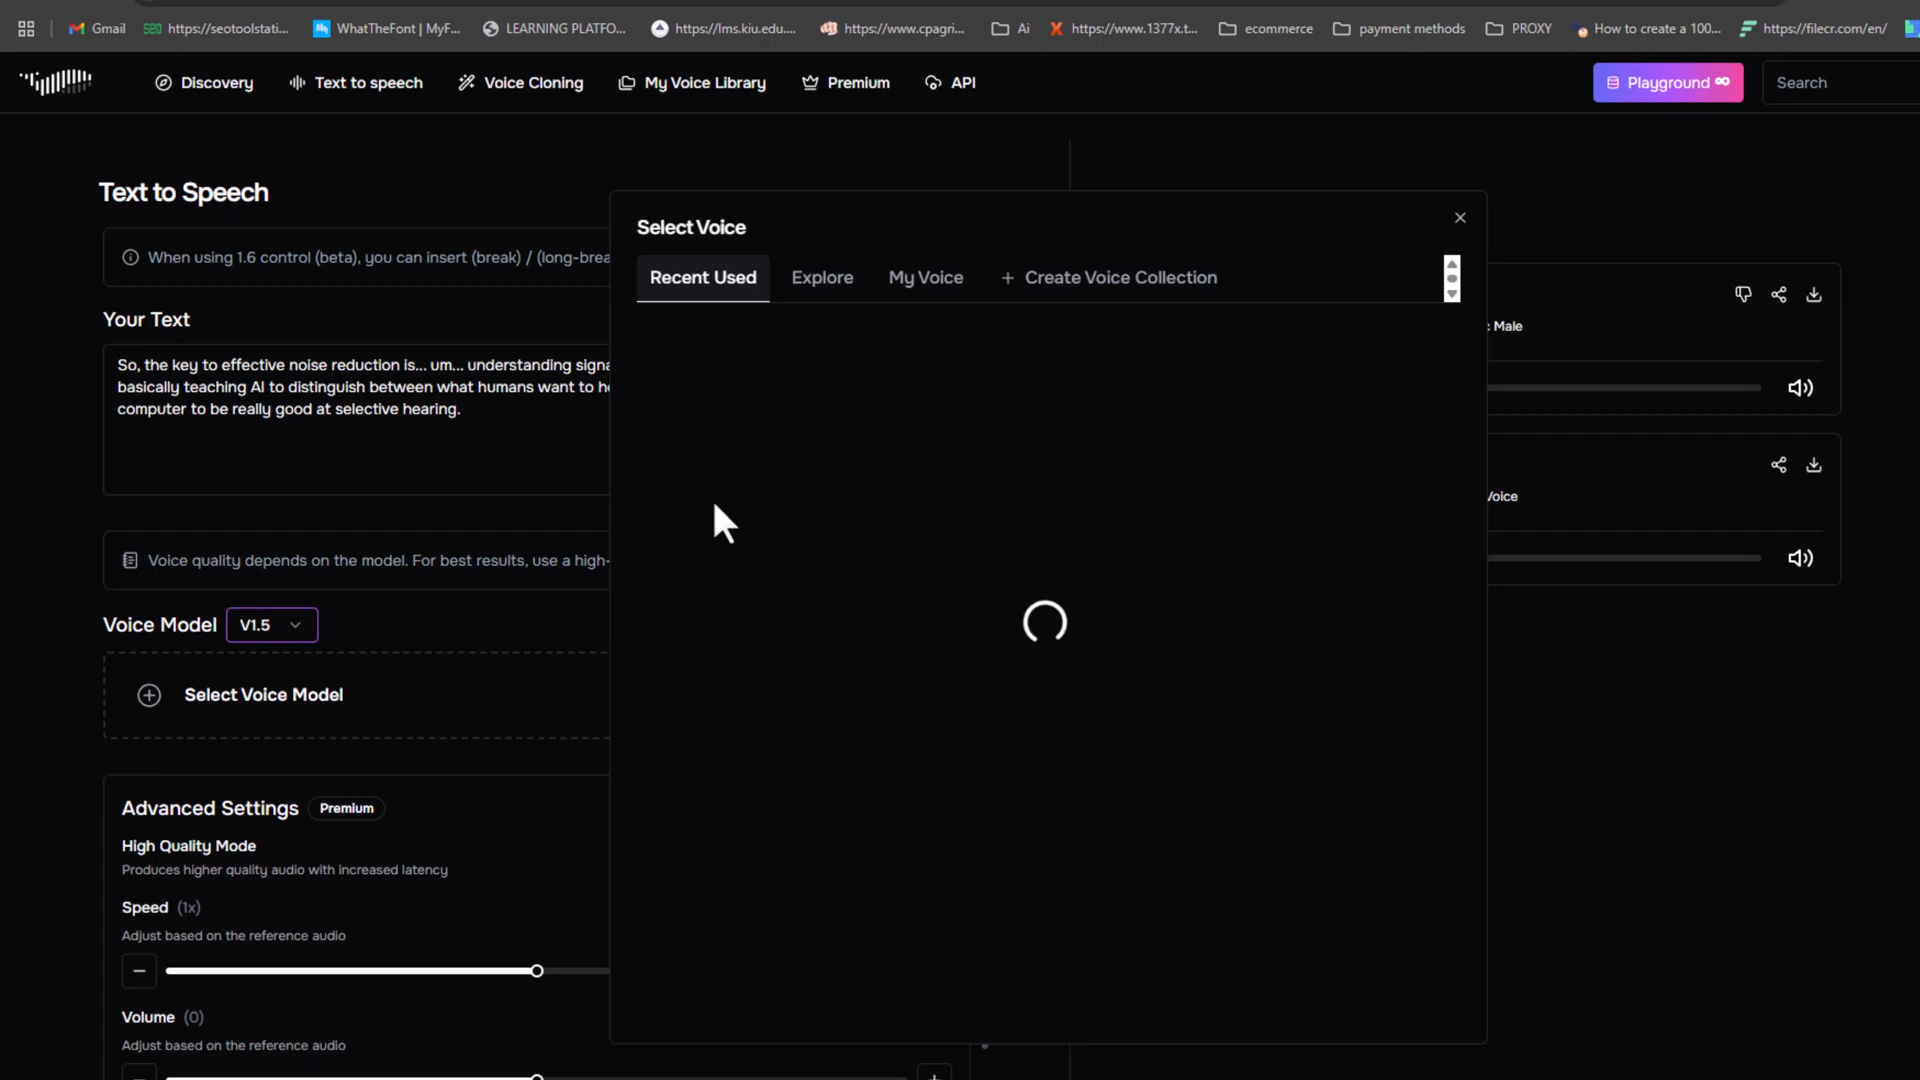 Gmail
https://seotoolstati...
WhatTheFont | MyF...
LEARNING PLATFO...
https://lms.kiu.edu....
https://www.cpagri...
Ai
https://www.1377x.t...
ecommerce
payment methods
PROXY
How to create a 100...
https://filecr.com/en/
Discovery
Text to speech
Voice Cloning
My Voice Library
Premium
API
Playground
Search
Text to Speech
When using 1.6 control (beta), you can insert (break) / (long-brea
Your Text
So, the key to effective noise reduction is... um... understanding signa
basically teaching AI to distinguish between what humans want to he
computer to be really good at selective hearing.
Voice quality depends on the model. For best results, use a high-
Voice Model V1.5
Select Voice Model
Advanced Settings Premium
High Quality Mode
Produces higher quality audio with increased latency
Speed (1x)
Adjust based on the reference audio
Volume (0)
Adjust based on the reference audio
Select Voice
Recent Used
Explore
My Voice
+ Create Voice Collection
: Male
Voice